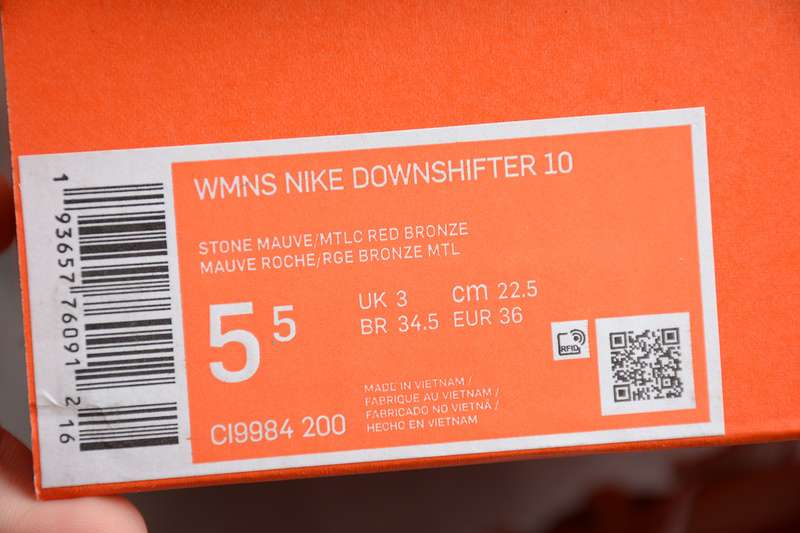 WMNS NIKE DOWNSHIFTER 10
STONE MAUVE/MTLC RED BRONZE
MAUVE ROCHE/RGE BRONZE MTL
5 5
UK 3 cm 22.5
BR 34.5 EUR 36
RFID
MADE IN VIETNAM /
FABRIQUE AU VIETNAM /
FABRICADO NO VIETNÃ /
HECHO EN VIETNAM
CI9984 200
1 93657 76091 2 16